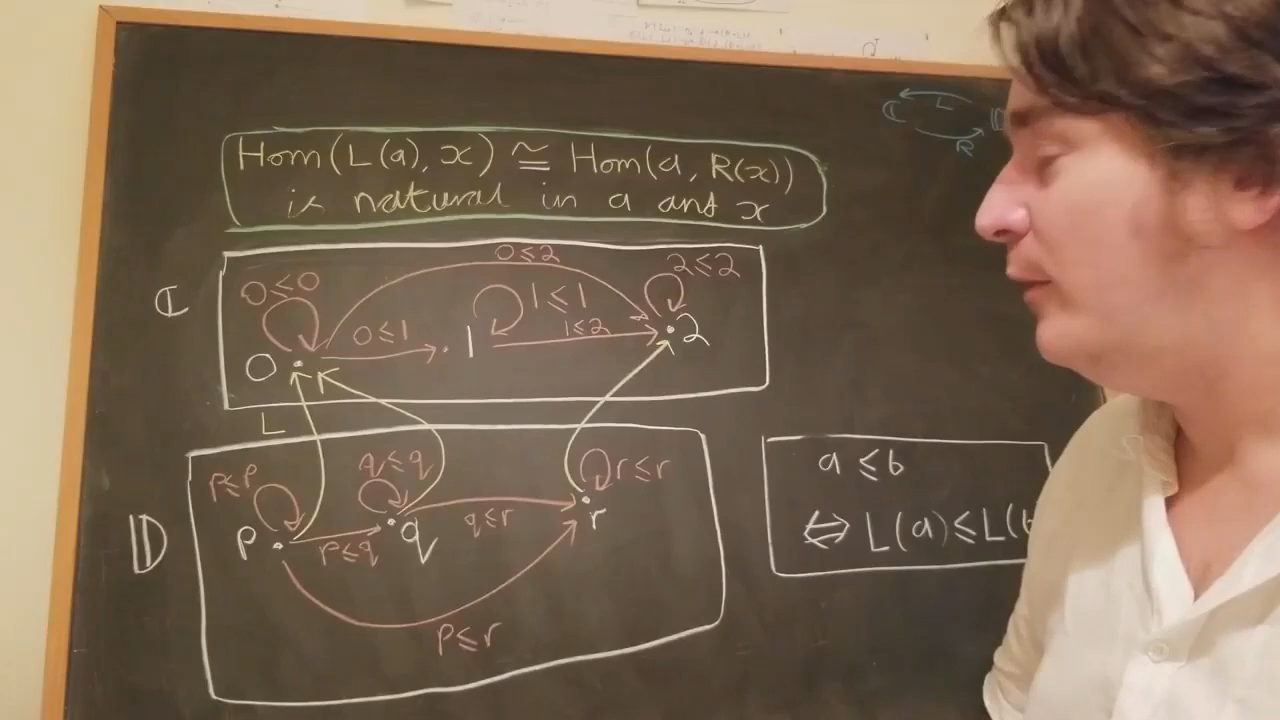 ℂ L 𝔻
R
Hom(L(a), x) ≅ Hom(a, R(x))
is natural in a and x
ℂ
0≤2
0≤0
2≤2
1≤1
0≤1
1≤2
0
1
2
L
𝔻
p≤p
q≤q
r≤r
q≤r
p
q
r
p≤q
p≤r
a≤b
⇔ L(a)≤L(